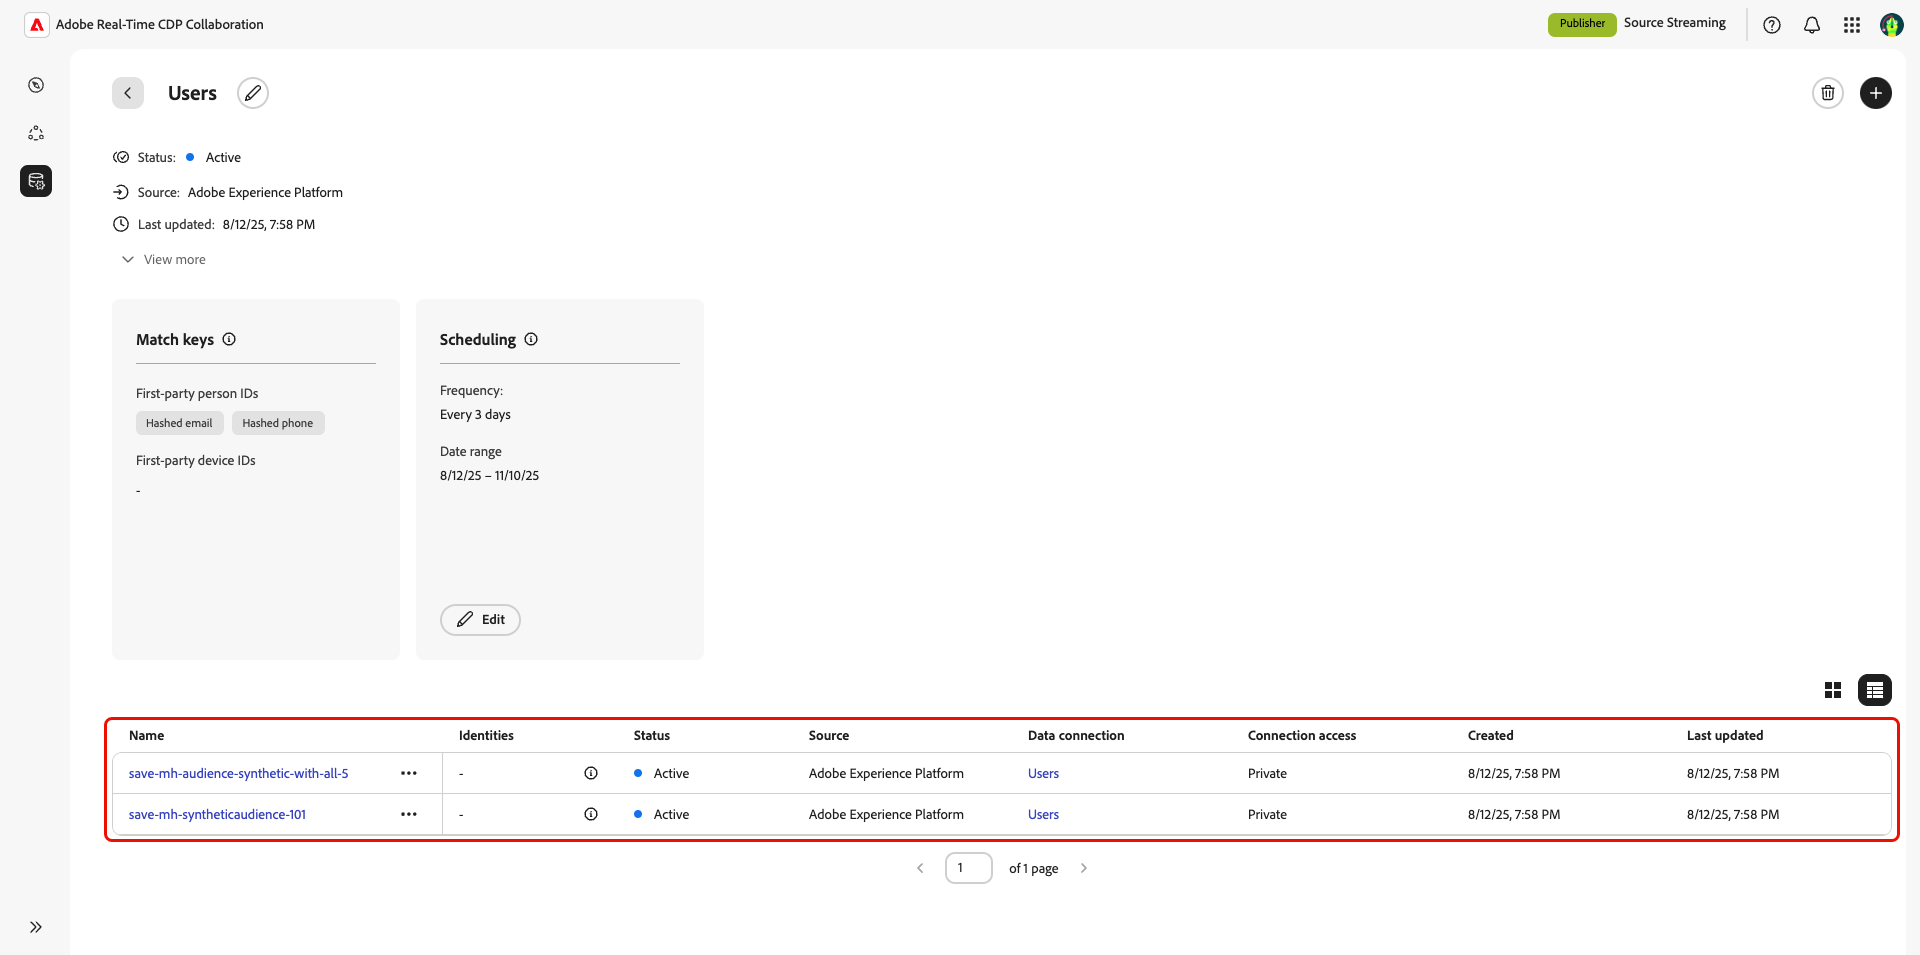 Adobe Real-Time CDP Collaboration
Publisher
Source Streaming
Users
Status: Active
Source: Adobe Experience Platform
Last updated: 8/12/25, 7:58 PM
View more
Match keys
First-party person IDs
Hashed email Hashed phone
First-party device IDs
-
Scheduling
Frequency:
Every 3 days
Date range
8/12/25 – 11/10/25
Edit
Name Identities Status Source Data connection Connection access Created Last updated
save-mh-audience-synthetic-with-all-5 - Active Adobe Experience Platform Users Private 8/12/25, 7:58 PM 8/12/25, 7:58 PM
save-mh-syntheticaudience-101 - Active Adobe Experience Platform Users Private 8/12/25, 7:58 PM 8/12/25, 7:58 PM
1 of 1 page